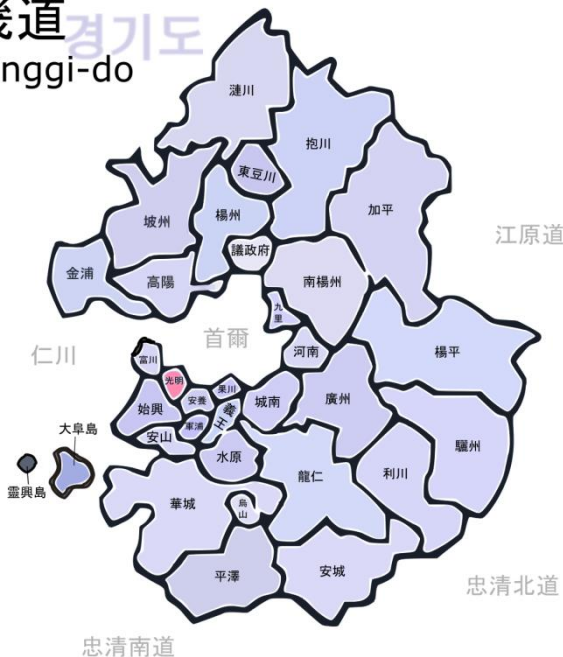 畿道
경기도
nggi-do
漣川
抱川
東豆川
加平
坡州
楊州
議政府
江原道
金浦
高陽
南楊州
九里
首爾
仁川
富川
河南
楊平
光明
果川
安養
始興
城南
廣州
義王
軍浦
大阜島
安山
水原
驪州
龍仁
利川
靈興島
華城
烏山
平澤
安城
忠清北道
忠清南道